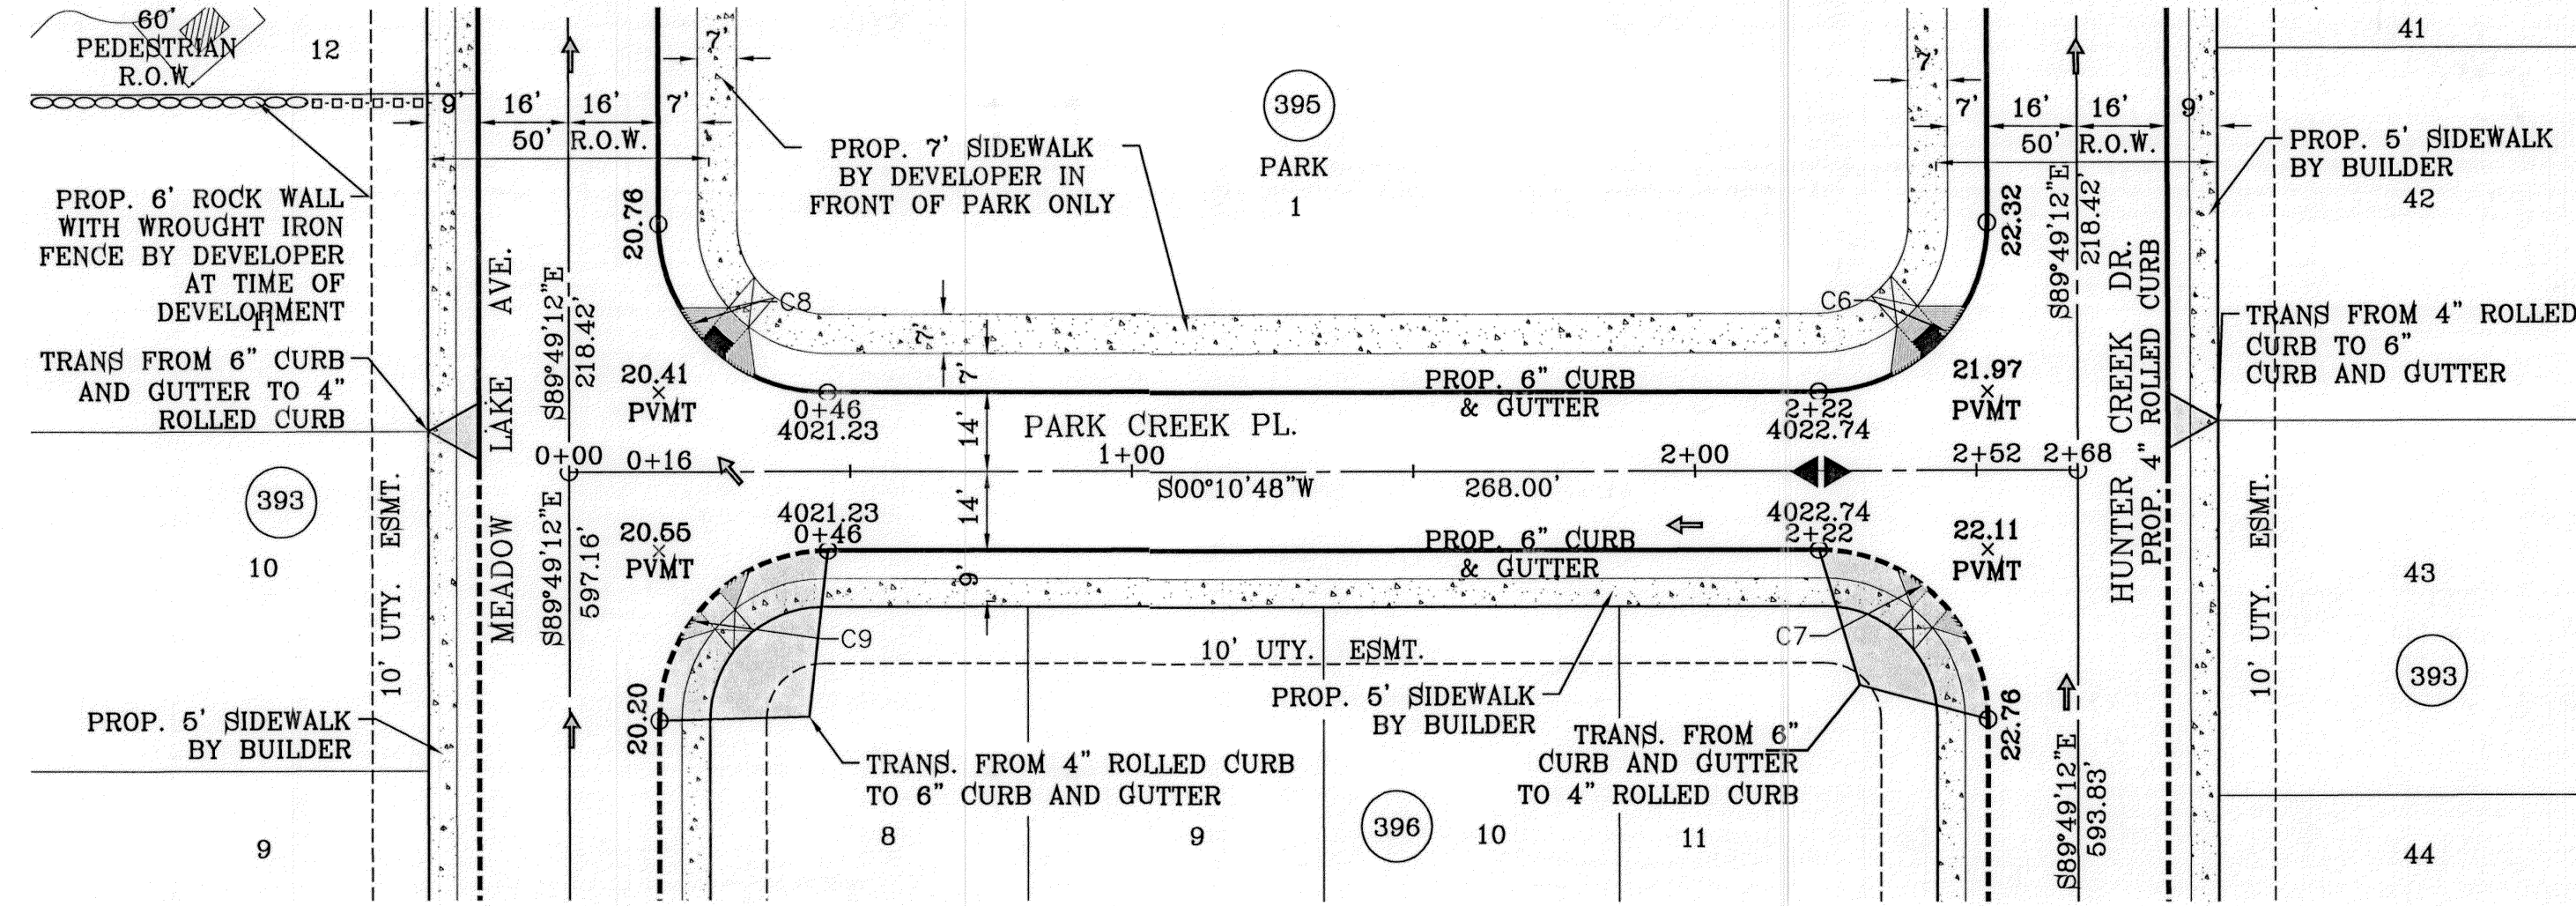 60'
PEDESTRIAN
R.O.W.
12
9'
16'
16'
7'
7'
50' R.O.W.
PROP. 6' ROCK WALL
WITH WROUGHT IRON
FENCE BY DEVELOPER
AT TIME OF
DEVELOPMENT
11
TRANS FROM 6" CURB
AND GUTTER TO 4"
ROLLED CURB
393
10
10' UTY. ESMT.
PROP. 5' SIDEWALK
BY BUILDER
9
MEADOW LAKE AVE.
S89°49'12"E
218.42'
S89°49'12"E
597.16'
20.76
C8
20.41
PVMT
0+46
4021.23
0+00
0+16
20.55
PVMT
4021.23
0+46
C9
20.20
TRANS. FROM 4" ROLLED CURB
TO 6" CURB AND GUTTER
PROP. 7' SIDEWALK
BY DEVELOPER IN
FRONT OF PARK ONLY
395
PARK
1
7'
7'
14'
14'
9'
PARK CREEK PL.
1+00
S00°10'48"W
268.00'
2+00
PROP. 6" CURB
& GUTTER
PROP. 6" CURB
& GUTTER
10' UTY. ESMT.
PROP. 5' SIDEWALK
BY BUILDER
TRANS. FROM 6"
CURB AND GUTTER
TO 4" ROLLED CURB
8
9
396
10
11
C6
2+22
4022.74
4022.74
2+22
C7
21.97
PVMT
2+52
2+68
22.11
PVMT
22.32
22.76
7'
7'
16'
16'
9'
50' R.O.W.
S89°49'12"E
218.42'
S89°49'12"E
593.83'
HUNTER CREEK DR.
PROP. 4" ROLLED CURB
41
PROP. 5' SIDEWALK
BY BUILDER
42
TRANS FROM 4" ROLLED
CURB TO 6"
CURB AND GUTTER
10' UTY. ESMT.
43
393
44